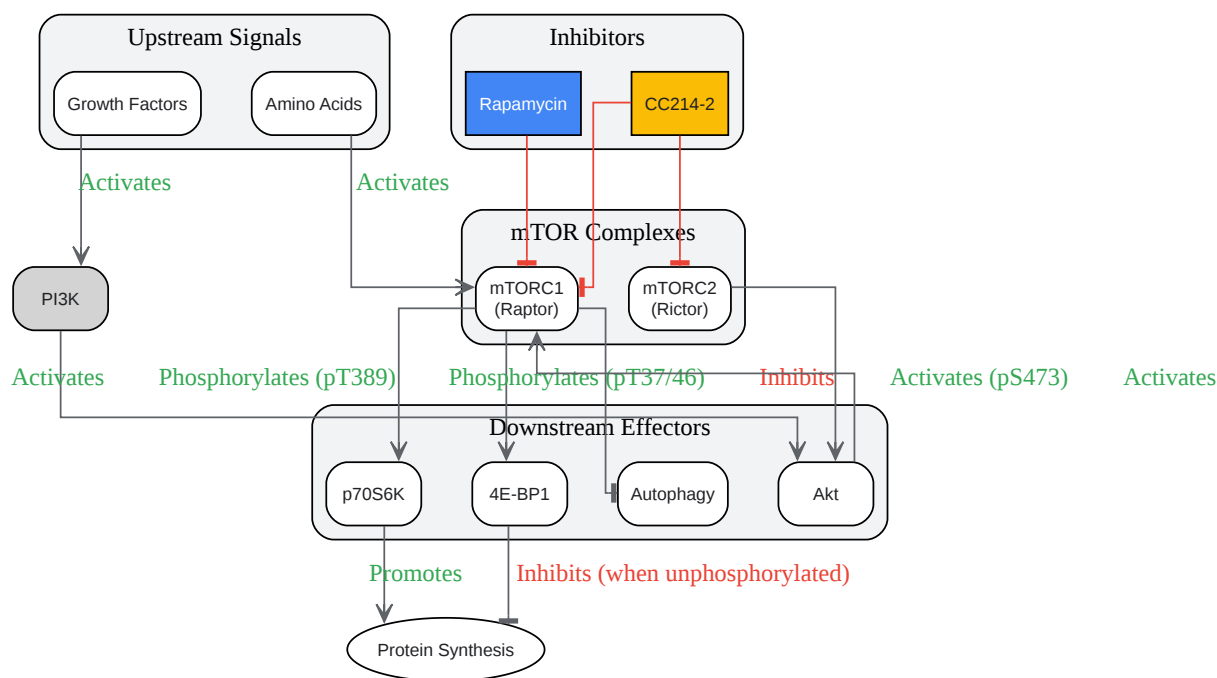 Upstream Signals
Inhibitors
Growth Factors
Amino Acids
Rapamycin
CC214-2
Activates
Activates
mTOR Complexes
PI3K
mTORC1
(Raptor)
mTORC2
(Rictor)
Activates
Phosphorylates (pT389)
Phosphorylates (pT37/46)
Inhibits
Activates (pS473)
Activates
Downstream Effectors
p70S6K
4E-BP1
Autophagy
Akt
Promotes
Inhibits (when unphosphorylated)
Protein Synthesis